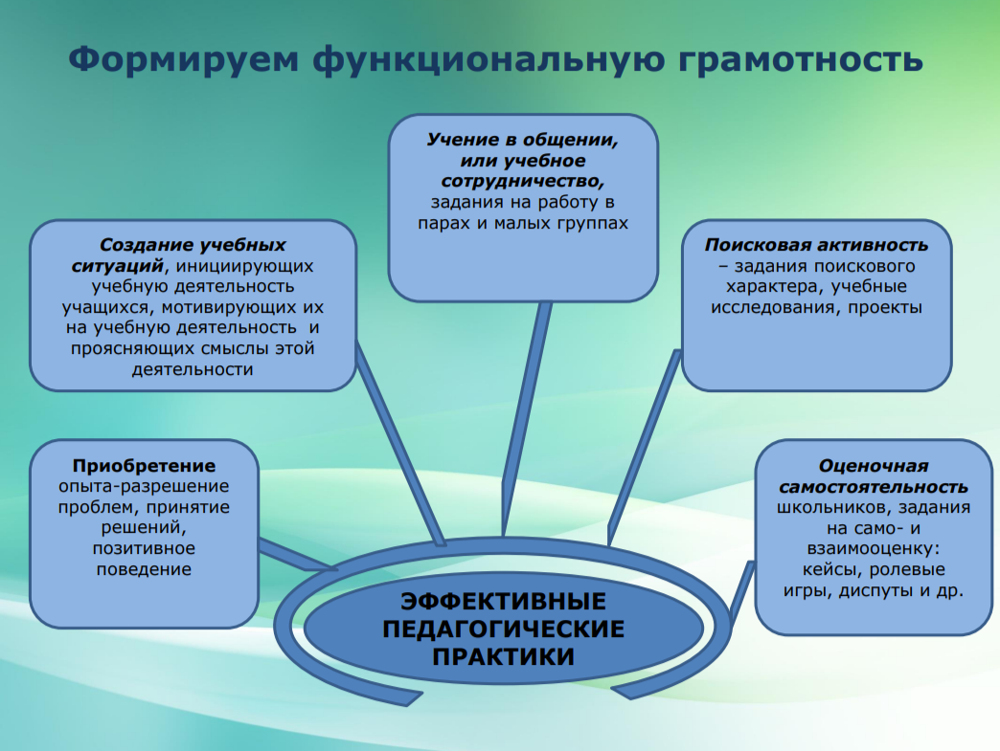 Формируем функциональную грамотность
Учение в общении,
или учебное
сотрудничество,
задания на работу в
парах и малых группах
Создание учебных
ситуаций, инициирующих
учебную деятельность
учащихся, мотивирующих их
на учебную деятельность  и
проясняющих смыслы этой
деятельности
Поисковая активность
– задания поискового
характера, учебные
исследования, проекты
Приобретение
опыта-разрешение
проблем, принятие
решений,
позитивное
поведение
Оценочная
самостоятельность
школьников, задания
на само- и
взаимооценку:
кейсы, ролевые
игры, диспуты и др.
ЭФФЕКТИВНЫЕ
ПЕДАГОГИЧЕСКИЕ
ПРАКТИКИ